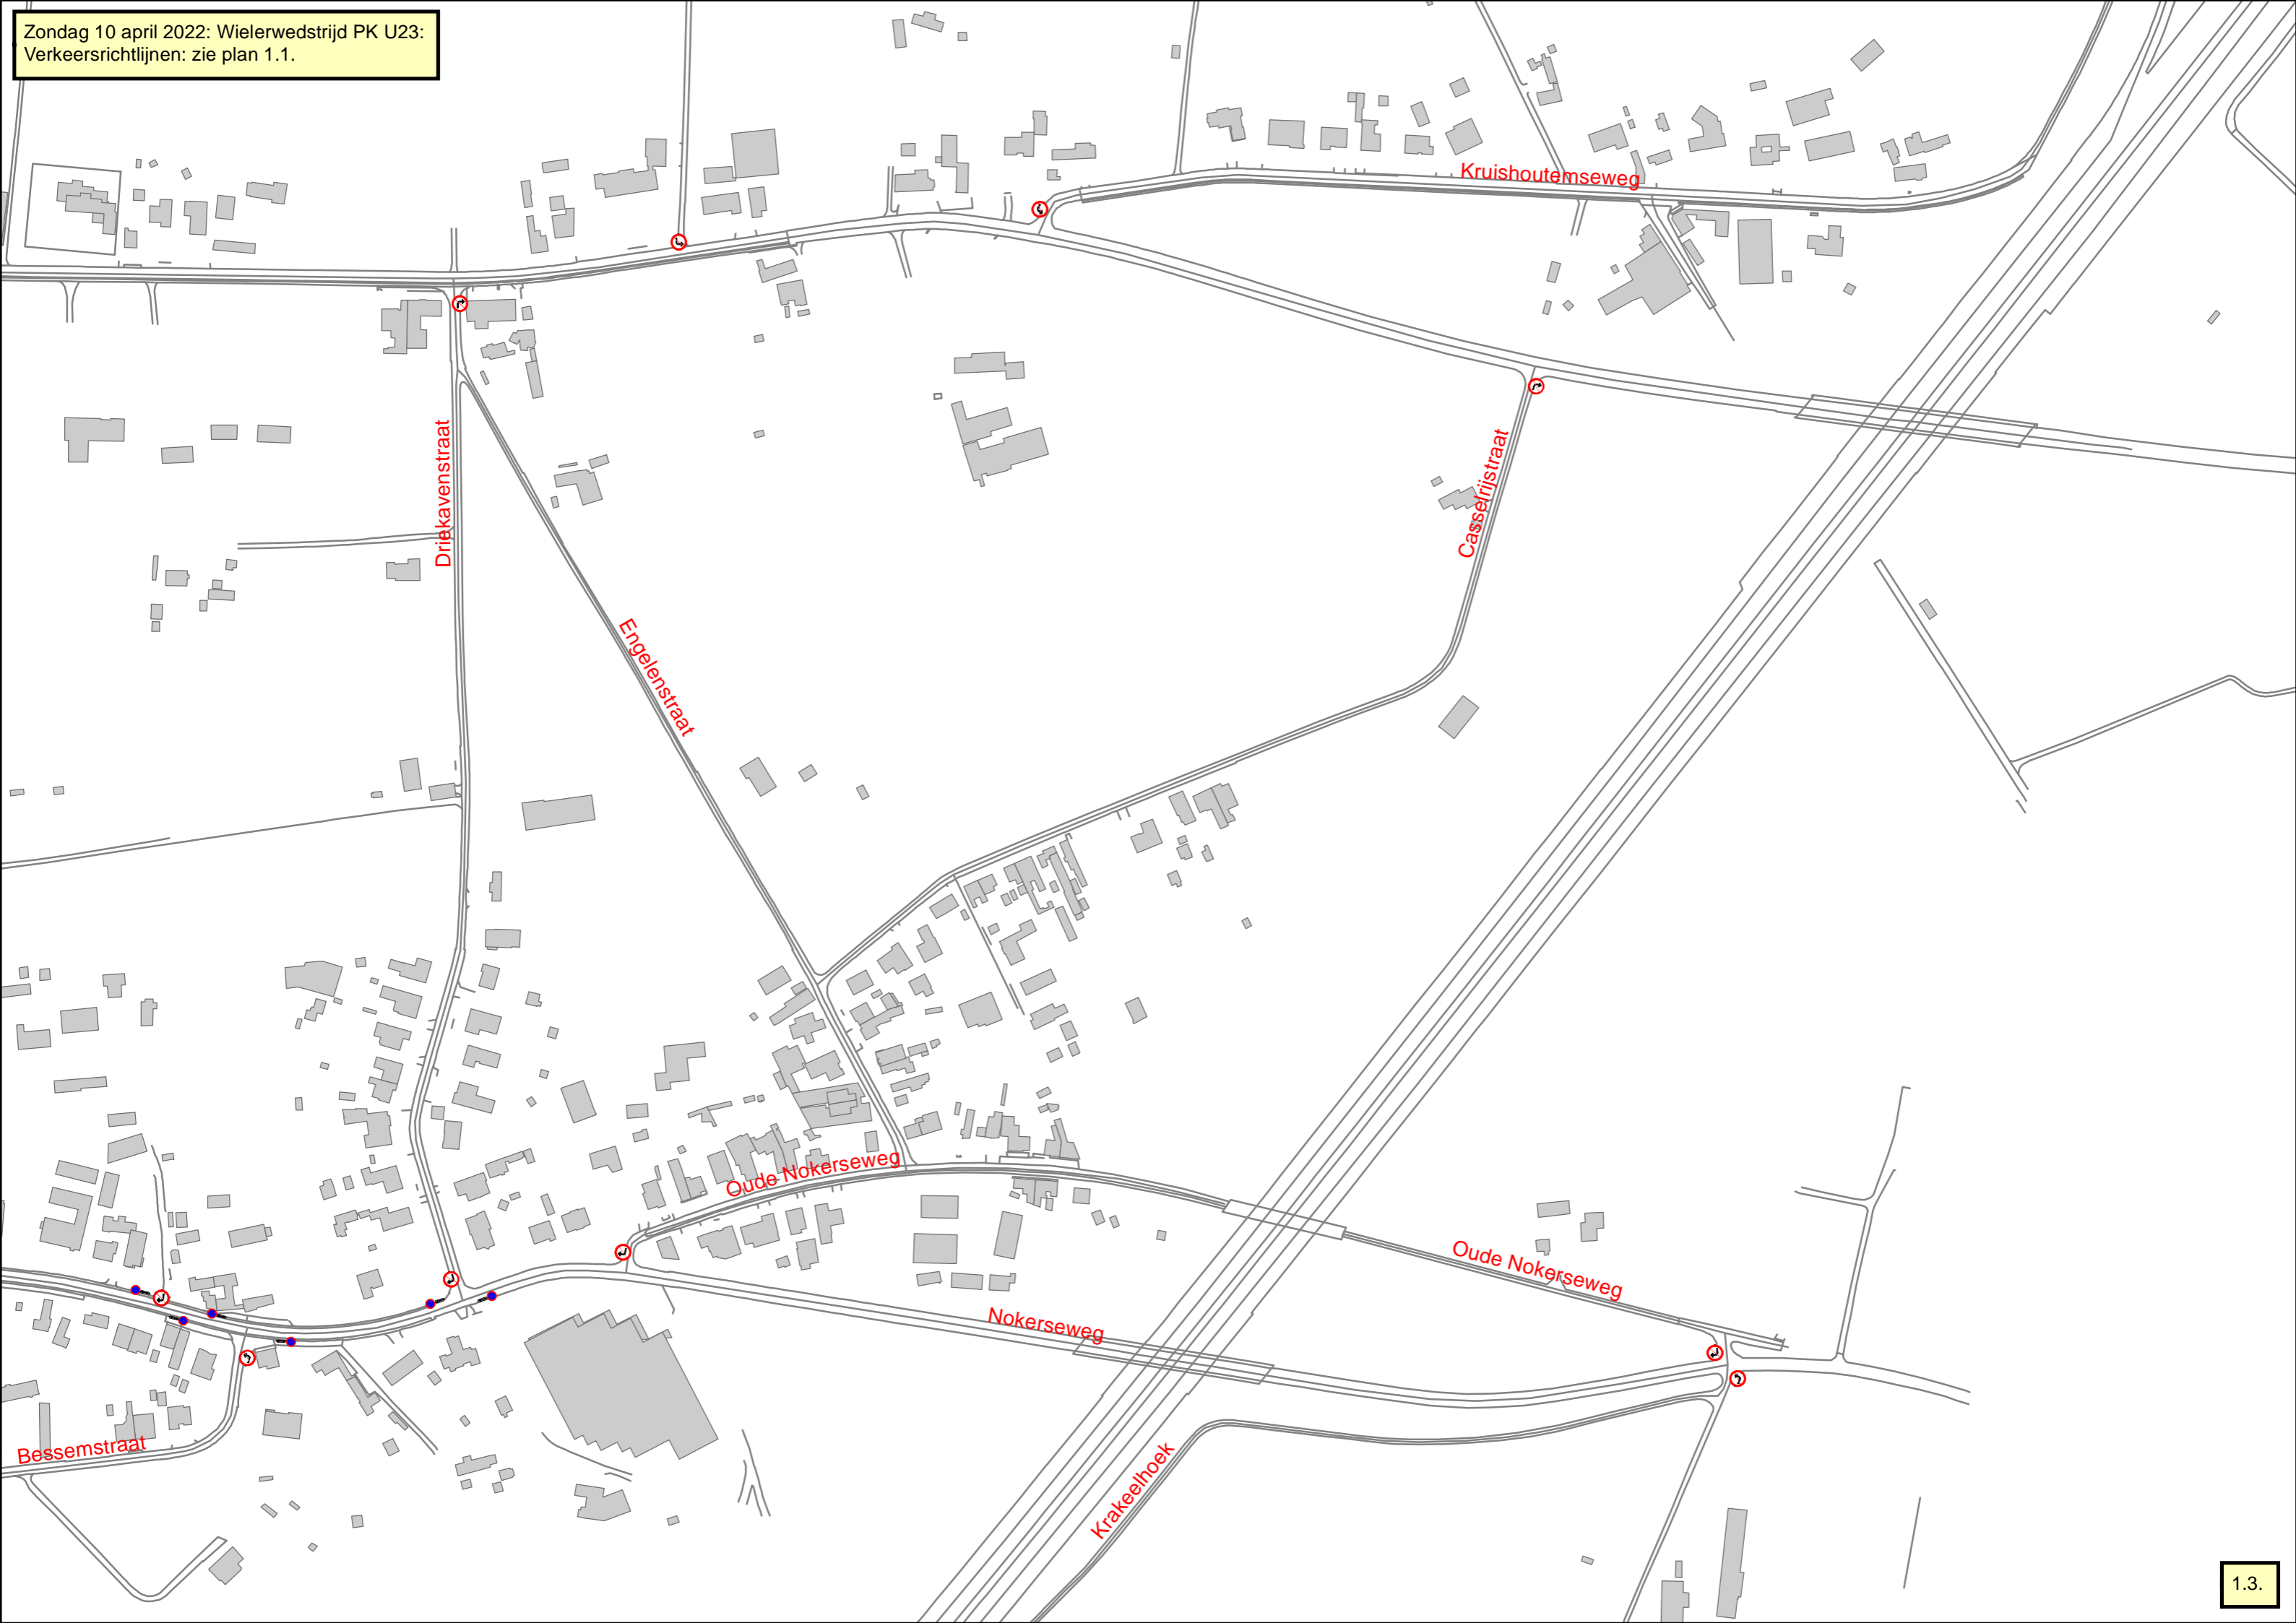 Zondag 10 april 2022: Wielerwedstrijd PK U23:
Verkeersrichtlijnen: zie plan 1.1.
Kruishoutemseweg
Driekavenstraat
Casselrijstraat
Engelenstraat
Oude Nokerseweg
Oude Nokerseweg
Nokerseweg
Bessemstraat
Krakeelhoek
1.3.